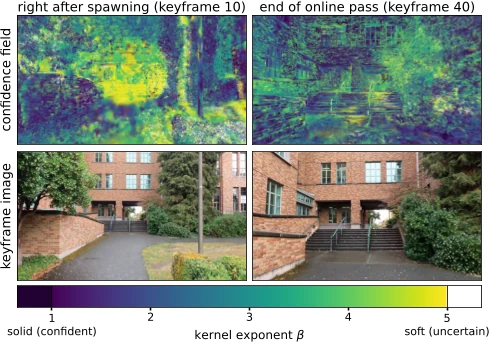 right after spawning (keyframe 10)
end of online pass (keyframe 40)
confidence field
keyframe image
1 2 3 4 5
solid (confident)
kernel exponent β
soft (uncertain)